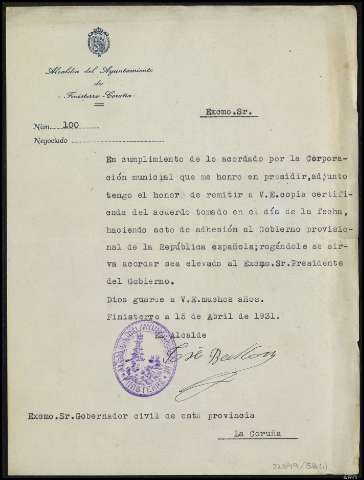 Alcaldía del Ayuntamiento
de
Finisterre-Coruña
Excmo.Sr.
Núm. 100
Negociado
En cumplimiento de lo acordado por la Corpora-
ción municipal que me honro en presidir, adjunto
tengo el honor de remitir a V.E.copia certifi-
cada del acuerdo tomado en el día de la fecha,
haciendo acto de adhesión al Gobierno provisio-
nal de la República española;rogándole se sir-
va acordar sea elevado al Excmo.Sr.Presidente
del Gobierno.
Dios guarde a V.E.muchos años.
Finisterre a 15 de Abril de 1931.
El Alcalde
José
Excmo.Sr.Gobernador civil de esta provincia
La Coruña